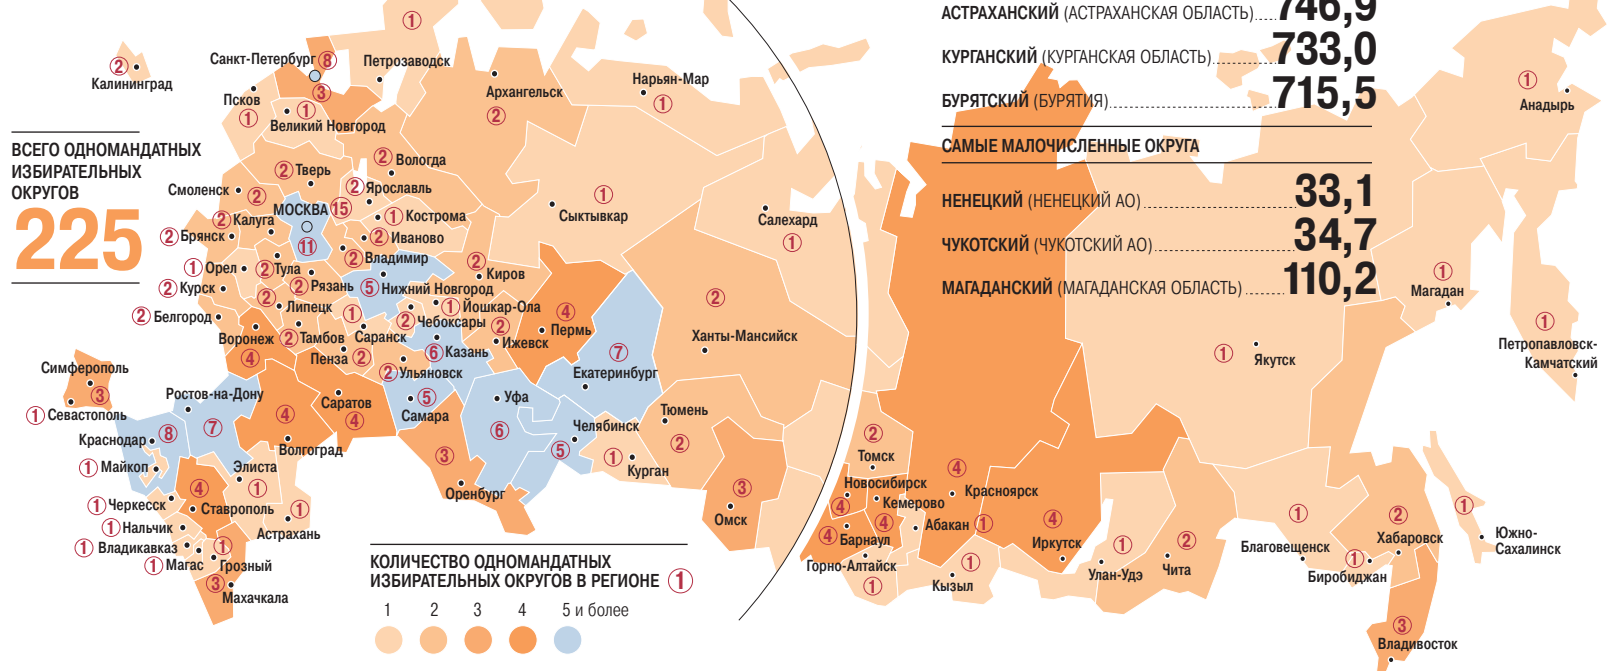 ВСЕГО ОДНОМАНДАТНЫХ
ИЗБИРАТЕЛЬНЫХ
ОКРУГОВ
225
АСТРАХАНСКИЙ (АСТРАХАНСКАЯ ОБЛАСТЬ) 746,9
КУРГАНСКИЙ (КУРГАНСКАЯ ОБЛАСТЬ) 733,0
БУРЯТСКИЙ (БУРЯТИЯ) 715,5
САМЫЕ МАЛОЧИСЛЕННЫЕ ОКРУГА
НЕНЕЦКИЙ (НЕНЕЦКИЙ АО) 33,1
ЧУКОТСКИЙ (ЧУКОТСКИЙ АО) 34,7
МАГАДАНСКИЙ (МАГАДАНСКАЯ ОБЛАСТЬ) 110,2
1
2 Калининград
Санкт-Петербург 8
3
Петрозаводск
Псков 1
1 Великий Новгород
Архангельск 2
Нарьян-Мар 1
2 Вологда
2 Тверь
2 Ярославль
Смоленск 2
МОСКВА 15
11
1 Кострома
2 Калуга
2 Иваново
2 Брянск
2 Владимир
1 Сыктывкар
Салехард 1
1 Орел
2 Тула
2 Рязань
5 Нижний Новгород
2 Киров
2 Курск
2 Липецк
1 Йошкар-Ола
2 Белгород
1 Саранск
2 Чебоксары
2 Ижевск
4 Пермь
2 Ханты-Мансийск
Воронеж 4
2 Тамбов
Пенза 2
6 Казань
2 Ульяновск
7 Екатеринбург
Симферополь 3
1 Севастополь
Ростов-на-Дону 7
Саратов 4
5 Самара
Уфа 6
Тюмень 2
Краснодар 8
4 Волгоград
Челябинск 5
1 Майкоп
Элиста 1
3 Оренбург
1 Курган
1 Черкесск
4 Ставрополь
1 Астрахань
3 Омск
1 Нальчик
1 Владикавказ
1 Магас
1 Грозный
3 Махачкала
КОЛИЧЕСТВО ОДНОМАНДАТНЫХ
ИЗБИРАТЕЛЬНЫХ ОКРУГОВ В РЕГИОНЕ 1
1 2 3 4 5 и более
1 Анадырь
1 Магадан
1 Петропавловск-
Камчатский
1 Якутск
2 Томск
Новосибирск 4
Кемерово 4
4 Красноярск
4 Барнаул
Абакан 1
4 Иркутск
Горно-Алтайск 1
1 Кызыл
1 Улан-Удэ
2 Чита
1 Благовещенск
2 Хабаровск
1 Биробиджан
1 Южно-
Сахалинск
3 Владивосток